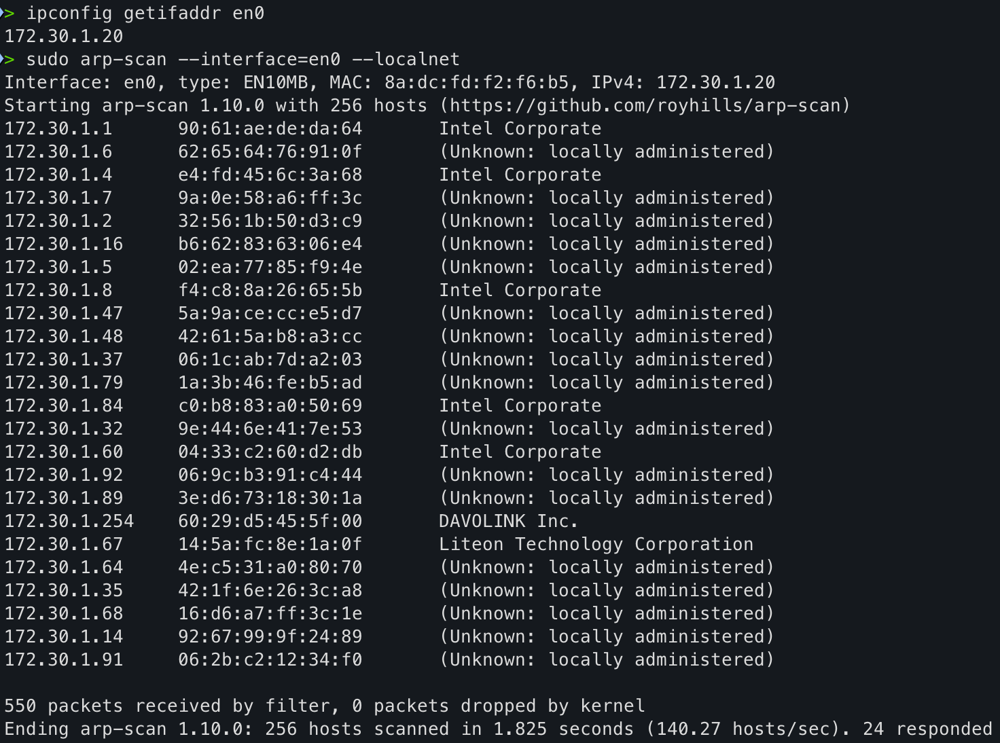 > ipconfig getifaddr en0
172.30.1.20
> sudo arp-scan --interface=en0 --localnet
Interface: en0, type: EN10MB, MAC: 8a:dc:fd:f2:f6:b5, IPv4: 172.30.1.20
Starting arp-scan 1.10.0 with 256 hosts (https://github.com/royhills/arp-scan)
172.30.1.1 90:61:ae:de:da:64 Intel Corporate
172.30.1.6 62:65:64:76:91:0f (Unknown: locally administered)
172.30.1.4 e4:fd:45:6c:3a:68 Intel Corporate
172.30.1.7 9a:0e:58:a6:ff:3c (Unknown: locally administered)
172.30.1.2 32:56:1b:50:d3:c9 (Unknown: locally administered)
172.30.1.16 b6:62:83:63:06:e4 (Unknown: locally administered)
172.30.1.5 02:ea:77:85:f9:4e (Unknown: locally administered)
172.30.1.8 f4:c8:8a:26:65:5b Intel Corporate
172.30.1.47 5a:9a:ce:cc:e5:d7 (Unknown: locally administered)
172.30.1.48 42:61:5a:b8:a3:cc (Unknown: locally administered)
172.30.1.37 06:1c:ab:7d:a2:03 (Unknown: locally administered)
172.30.1.79 1a:3b:46:fe:b5:ad (Unknown: locally administered)
172.30.1.84 c0:b8:83:a0:50:69 Intel Corporate
172.30.1.32 9e:44:6e:41:7e:53 (Unknown: locally administered)
172.30.1.60 04:33:c2:60:d2:db Intel Corporate
172.30.1.92 06:9c:b3:91:c4:44 (Unknown: locally administered)
172.30.1.89 3e:d6:73:18:30:1a (Unknown: locally administered)
172.30.1.254 60:29:d5:45:5f:00 DAVOLINK Inc.
172.30.1.67 14:5a:fc:8e:1a:0f Liteon Technology Corporation
172.30.1.64 4e:c5:31:a0:80:70 (Unknown: locally administered)
172.30.1.35 42:1f:6e:26:3c:a8 (Unknown: locally administered)
172.30.1.68 16:d6:a7:ff:3c:1e (Unknown: locally administered)
172.30.1.14 92:67:99:9f:24:89 (Unknown: locally administered)
172.30.1.91 06:2b:c2:12:34:f0 (Unknown: locally administered)
550 packets received by filter, 0 packets dropped by kernel
Ending arp-scan 1.10.0: 256 hosts scanned in 1.825 seconds (140.27 hosts/sec). 24 responded